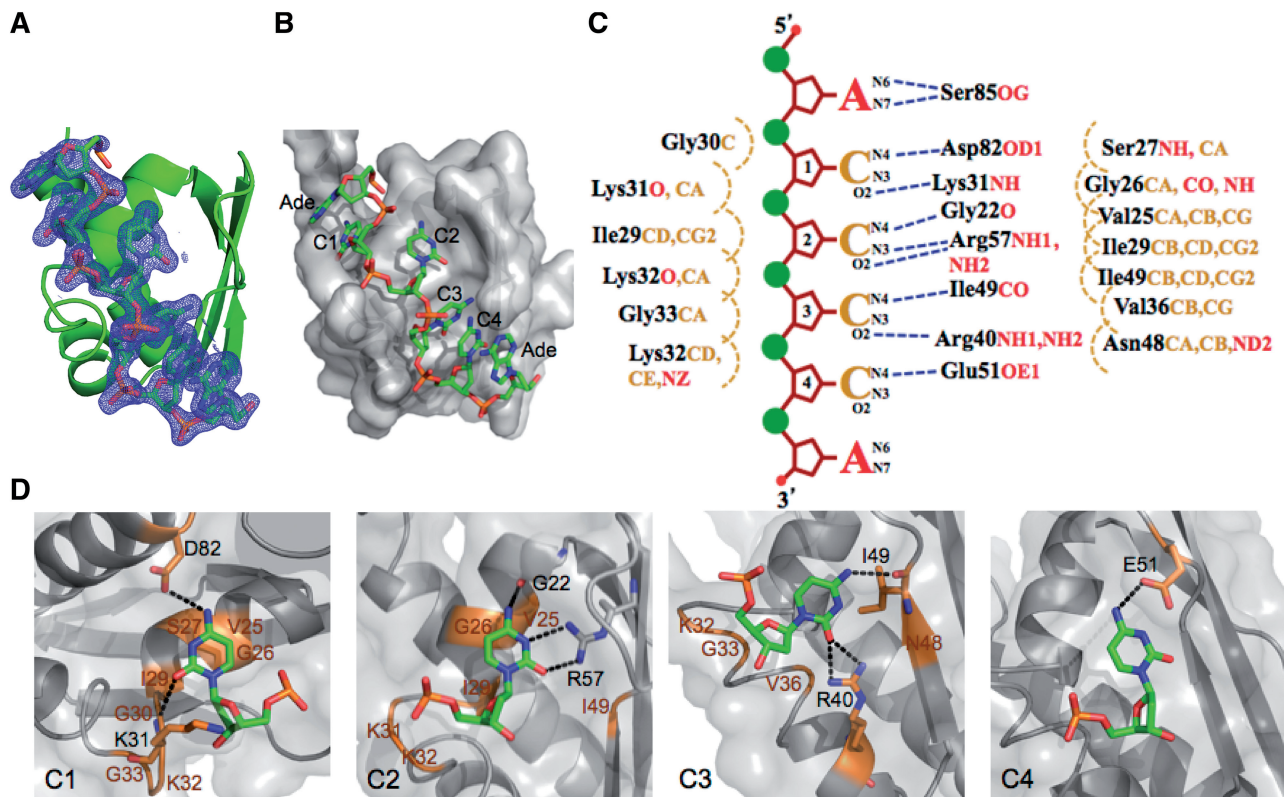 A
B
C
Ade
C1
C2
C3
C4
Ade
5’
A N6 N7
Ser85OG
1 C N4 N3 O2
Asp82OD1
Lys31NH
2 C N4 N3 O2
Gly22O
Arg57NH1,
NH2
3 C N4 N3 O2
Ile49CO
Arg40NH1,NH2
4 C N4 N3 O2
Glu51OE1
A N6 N7
3’
Gly30C
Lys31O, CA
Ile29CD,CG2
Lys32O,CA
Gly33CA
Lys32CD,
CE,NZ
Ser27NH, CA
Gly26CA, CO, NH
Val25CA,CB,CG
Ile29CB,CD,CG2
Ile49CB,CD,CG2
Val36CB,CG
Asn48CA,CB,ND2
D
D82
S27
V25
G26
I29
G30
K31
G33
K32
C1
G22
V25
G26
I29
R57
I49
K31
K32
C2
I49
K32
G33
N48
V36
R40
C3
E51
C4